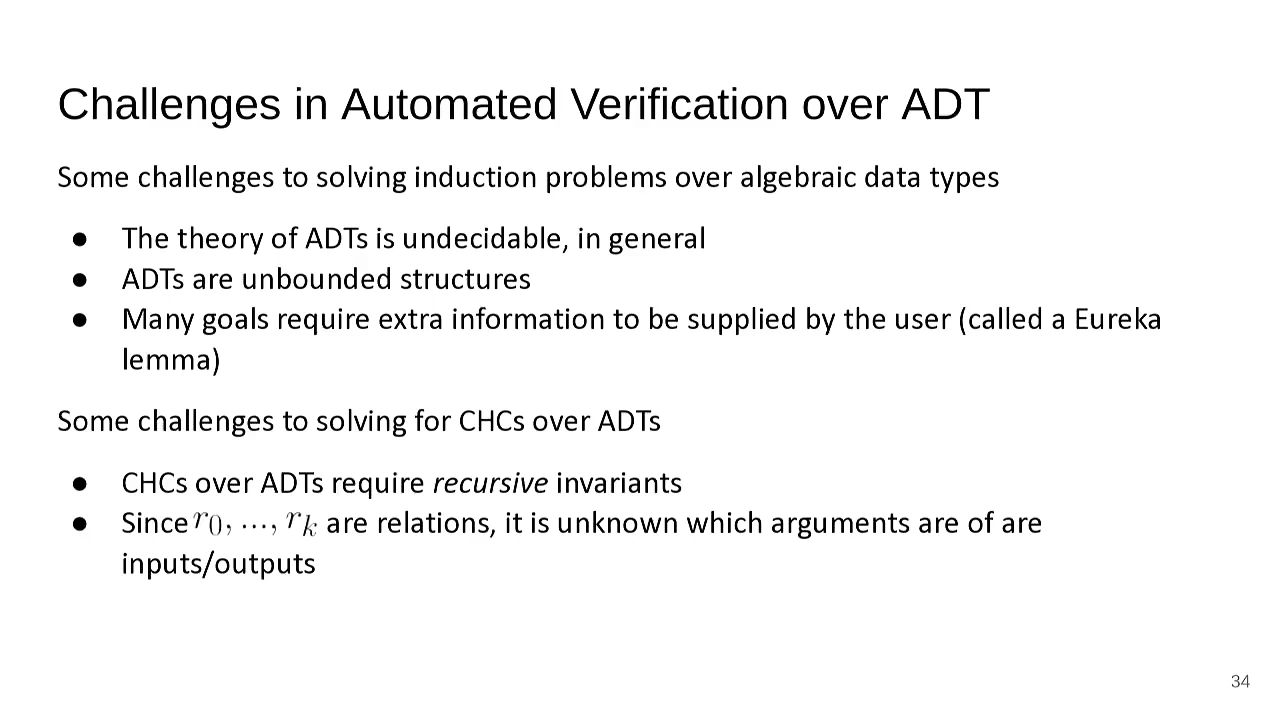 Challenges in Automated Verification over ADT
Some challenges to solving induction problems over algebraic data types
● The theory of ADTs is undecidable, in general
● ADTs are unbounded structures
● Many goals require extra information to be supplied by the user (called a Eureka
lemma)
Some challenges to solving for CHCs over ADTs
● CHCs over ADTs require recursive invariants
● Since r₀, ..., rₖ are relations, it is unknown which arguments are of are
inputs/outputs
34